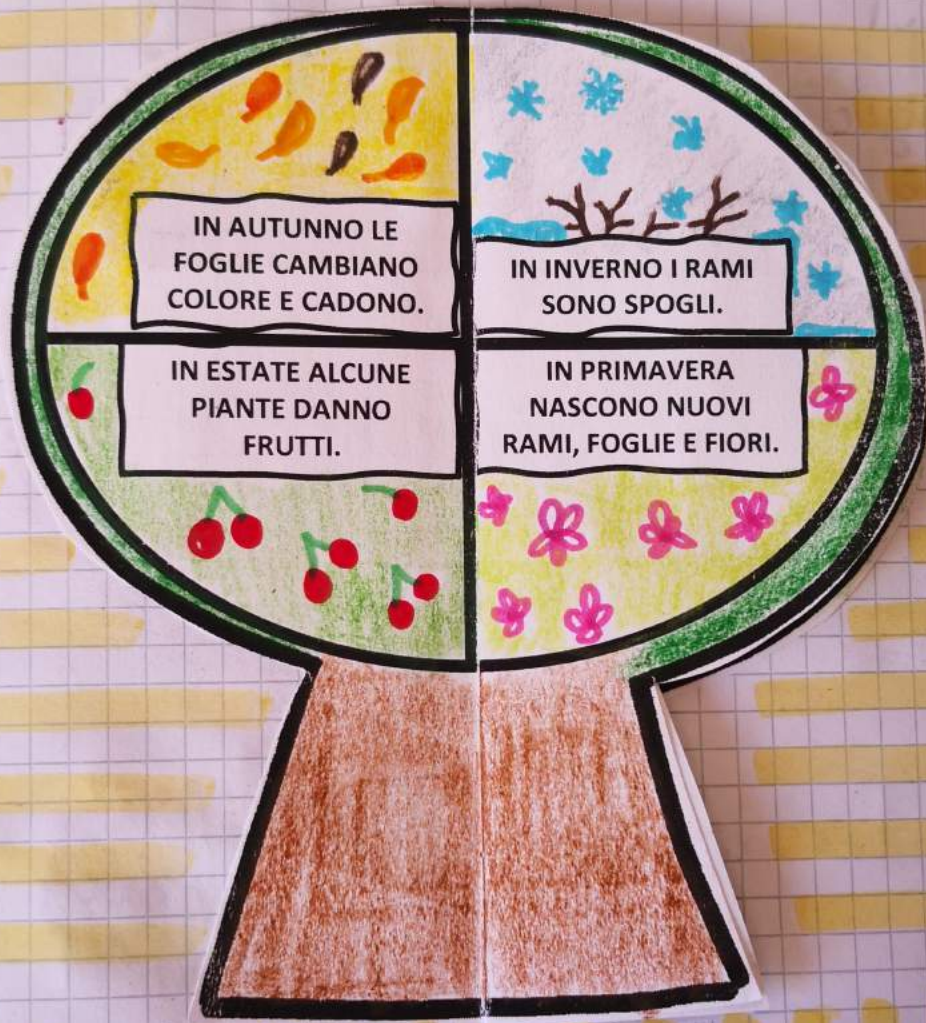 IN AUTUNNO LE
FOGLIE CAMBIANO
COLORE E CADONO.
IN INVERNO I RAMI
SONO SPOGLI.
IN ESTATE ALCUNE
PIANTE DANNO
FRUTTI.
IN PRIMAVERA
NASCONO NUOVI
RAMI, FOGLIE E FIORI.